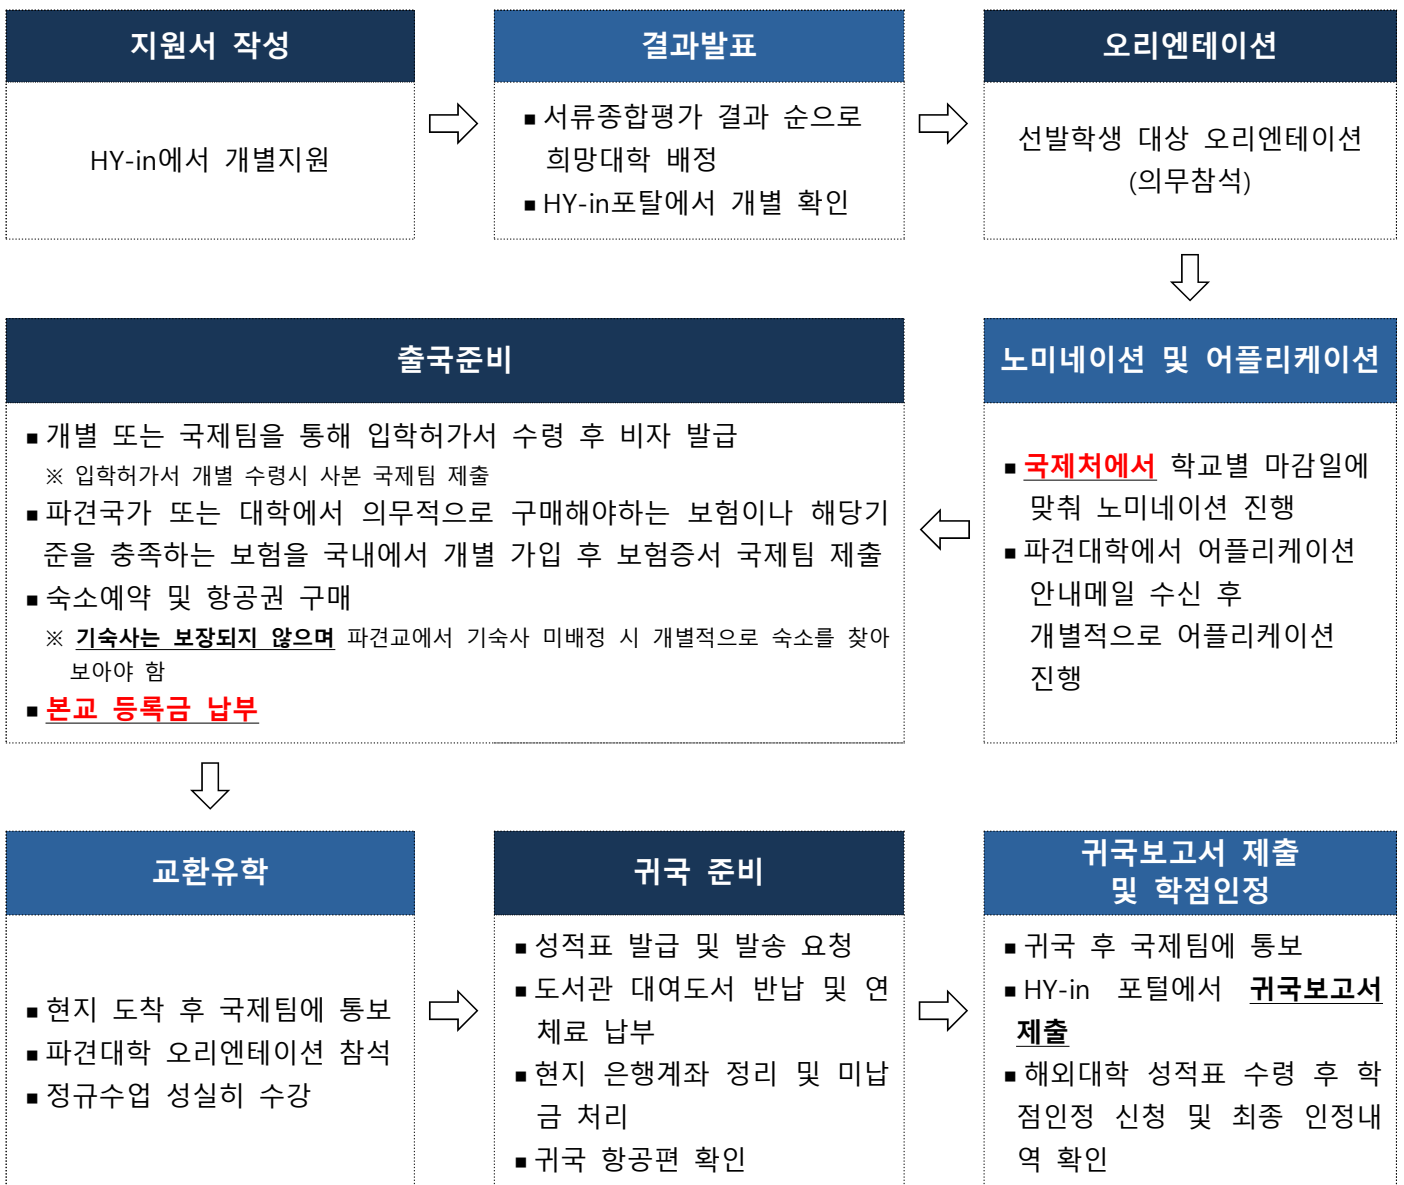 지원서 작성
HY-in에서 개별지원
결과발표
■ 서류종합평가 결과 순으로
희망대학 배정
■ HY-in포탈에서 개별 확인
오리엔테이션
선발학생 대상 오리엔테이션
(의무참석)
노미네이션 및 어플리케이션
■ 국제처에서 학교별 마감일에
맞춰 노미네이션 진행
■ 파견대학에서 어플리케이션
안내메일 수신 후
개별적으로 어플리케이션
진행
출국준비
■ 개별 또는 국제팀을 통해 입학허가서 수령 후 비자 발급
※ 입학허가서 개별 수령시 사본 국제팀 제출
■ 파견국가 또는 대학에서 의무적으로 구매해야하는 보험이나 해당기
준을 충족하는 보험을 국내에서 개별 가입 후 보험증서 국제팀 제출
■ 숙소예약 및 항공권 구매
※ 기숙사는 보장되지 않으며 파견교에서 기숙사 미배정 시 개별적으로 숙소를 찾아
보아야 함
■ 본교 등록금 납부
교환유학
■ 현지 도착 후 국제팀에 통보
■ 파견대학 오리엔테이션 참석
■ 정규수업 성실히 수강
귀국 준비
■ 성적표 발급 및 발송 요청
■ 도서관 대여도서 반납 및 연
체료 납부
■ 현지 은행계좌 정리 및 미납
금 처리
■ 귀국 항공편 확인
귀국보고서 제출
및 학점인정
■ 귀국 후 국제팀에 통보
■ HY-in 포털에서 귀국보고서
제출
■ 해외대학 성적표 수령 후 학
점인정 신청 및 최종 인정내
역 확인